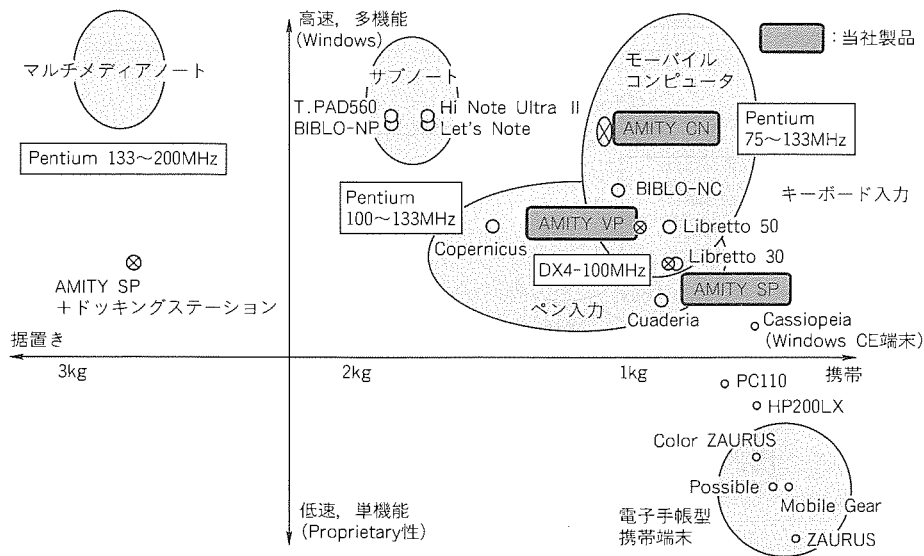 高速，多機能
(Windows)
：当社製品
マルチメディアノート
サブノート
モーバイル
コンピュータ
T.PAD560
Hi Note Ultra II
BIBLO-NP
Let's Note
AMITY CN
Pentium
75～133MHz
Pentium 133～200MHz
Pentium
100～133MHz
BIBLO-NC
キーボード入力
AMITY VP
Libretto 50
Copernicus
DX4-100MHz
Libretto 30
AMITY SP
＋ドッキングステーション
AMITY SP
ペン入力
Cuaderia
Cassiopeia
(Windows CE端末)
据置き
3kg
2kg
1kg
携帯
PC110
HP200LX
Color ZAURUS
Possible
Mobile Gear
低速，単機能
(Proprietary性)
電子手帳型
携帯端末
ZAURUS